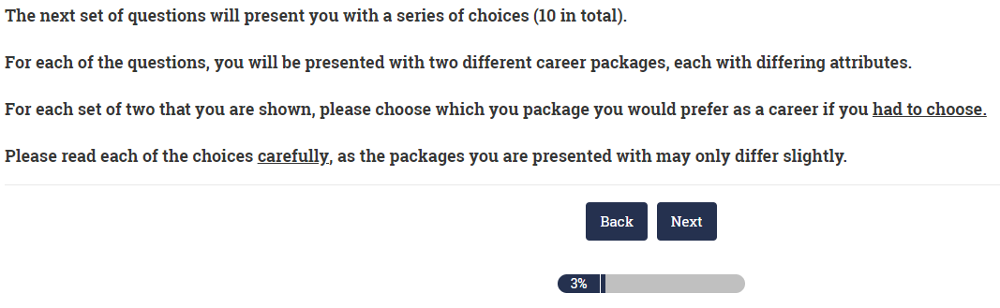 The next set of questions will present you with a series of choices (10 in total).
For each of the questions, you will be presented with two different career packages, each with differing attributes.
For each set of two that you are shown, please choose which you package you would prefer as a career if you had to choose.
Please read each of the choices carefully, as the packages you are presented with may only differ slightly.
Back Next
3%